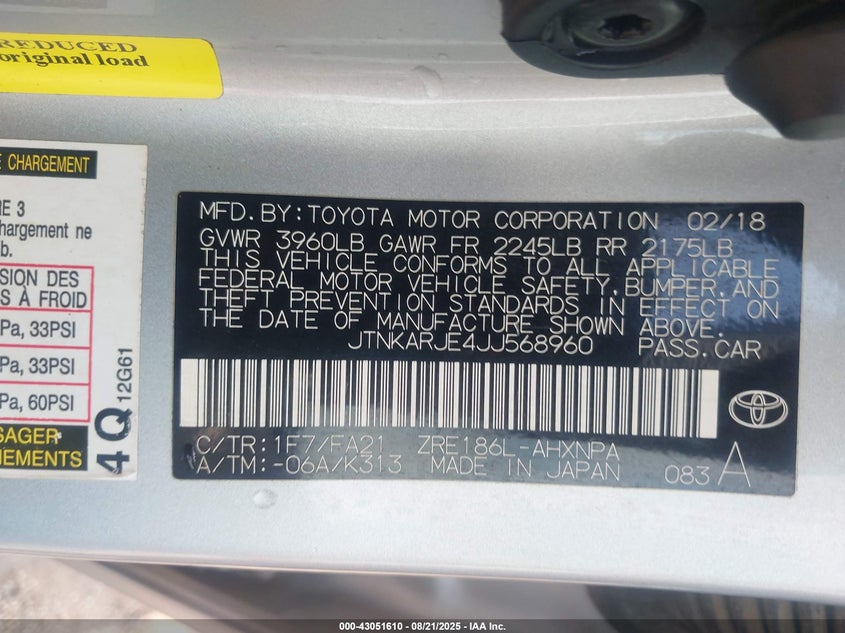 REDUCED
original load
E CHARGEMENT
RE 3
hargement ne
b.
SION DES
S À FROID
Pa, 33PSI
Pa, 33PSI
Pa, 60PSI
SAGER
NEMENTS
4Q
12G61
MFD.BY:TOYOTA MOTOR CORPORATION 02/18
GVWR 3960LB GAWR FR 2245LB RR 2175LB
THIS VEHICLE CONFORMS TO ALL APPLICABLE
FEDERAL MOTOR VEHICLE SAFETY,BUMPER,AND
THEFT PREVENTION STANDARDS IN EFFECT ON
THE DATE OF MANUFACTURE SHOWN ABOVE.
JTNKARJE4JJ568960 PASS.CAR
C/TR:1F7/FA21 ZRE186L-AHXNPA
A/TM:-06A/K313 MADE IN JAPAN 083 A
000-43051610 - 08/21/2025 - IAA Inc.